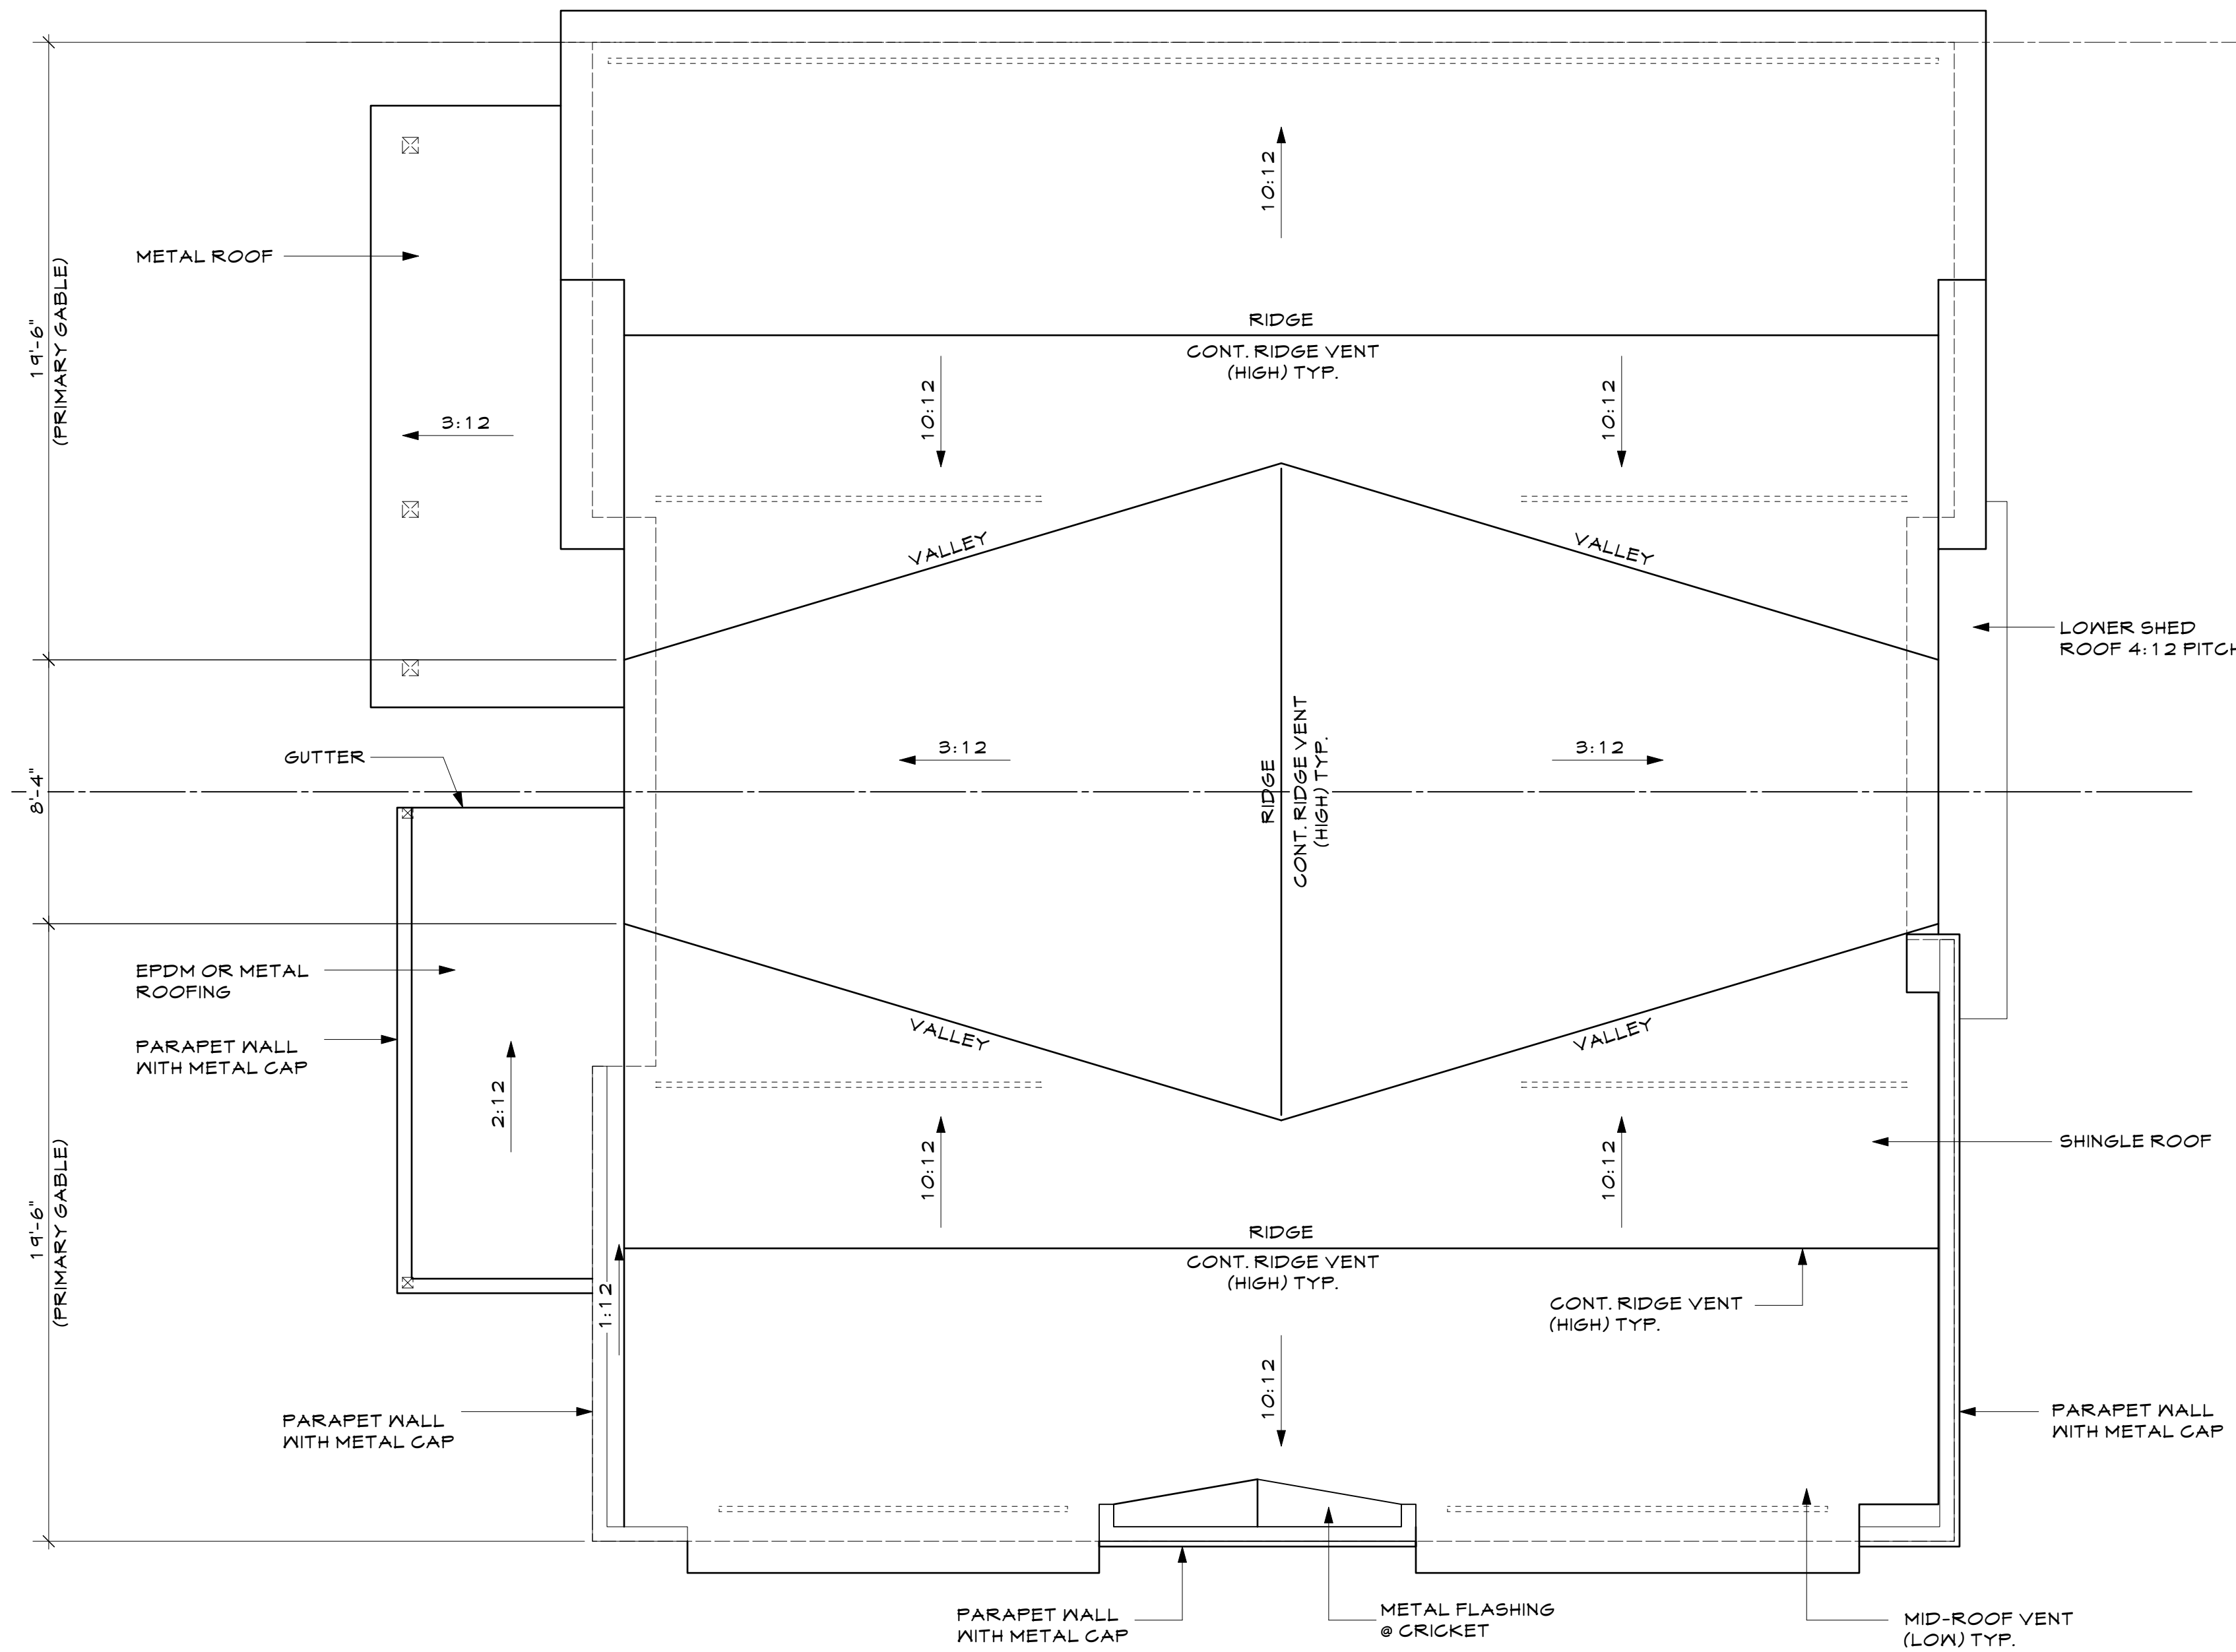 10:12
METAL ROOF
19'-6"
(PRIMARY GABLE)
RIDGE
CONT. RIDGE VENT
(HIGH) TYP.
10:12
10:12
3:12
VALLEY
VALLEY
LOWER SHED
ROOF 4:12 PITCH
GUTTER
3:12
3:12
8'-4"
RIDGE
CONT. RIDGE VENT
(HIGH) TYP.
EPDM OR METAL
ROOFING
PARAPET WALL
WITH METAL CAP
VALLEY
VALLEY
2:12
10:12
10:12
SHINGLE ROOF
19'-6"
(PRIMARY GABLE)
RIDGE
CONT. RIDGE VENT
(HIGH) TYP.
1:12
CONT. RIDGE VENT
(HIGH) TYP.
10:12
PARAPET WALL
WITH METAL CAP
PARAPET WALL
WITH METAL CAP
PARAPET WALL
WITH METAL CAP
METAL FLASHING
@ CRICKET
MID-ROOF VENT
(LOW) TYP.